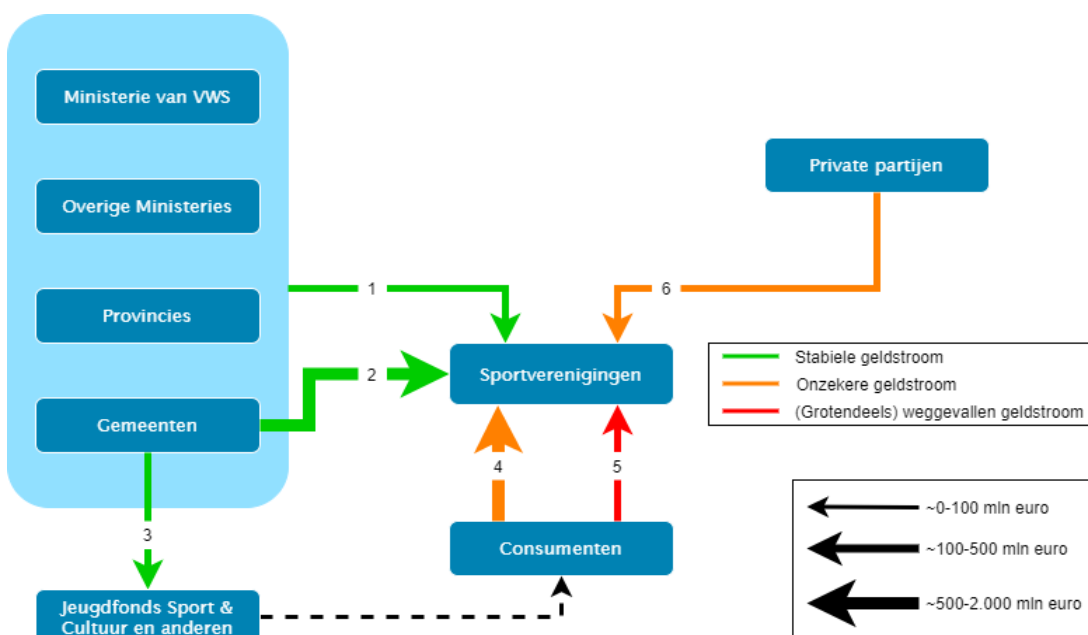 Ministerie van VWS
Overige Ministeries
Provincies
Gemeenten
1
2
3
Jeugdfonds Sport &
Cultuur en anderen
Sportverenigingen
4
5
Consumenten
Private partijen
6
Stabiele geldstroom
Onzekere geldstroom
(Grotendeels) weggevallen geldstroom
~0-100 mln euro
~100-500 mln euro
~500-2.000 mln euro